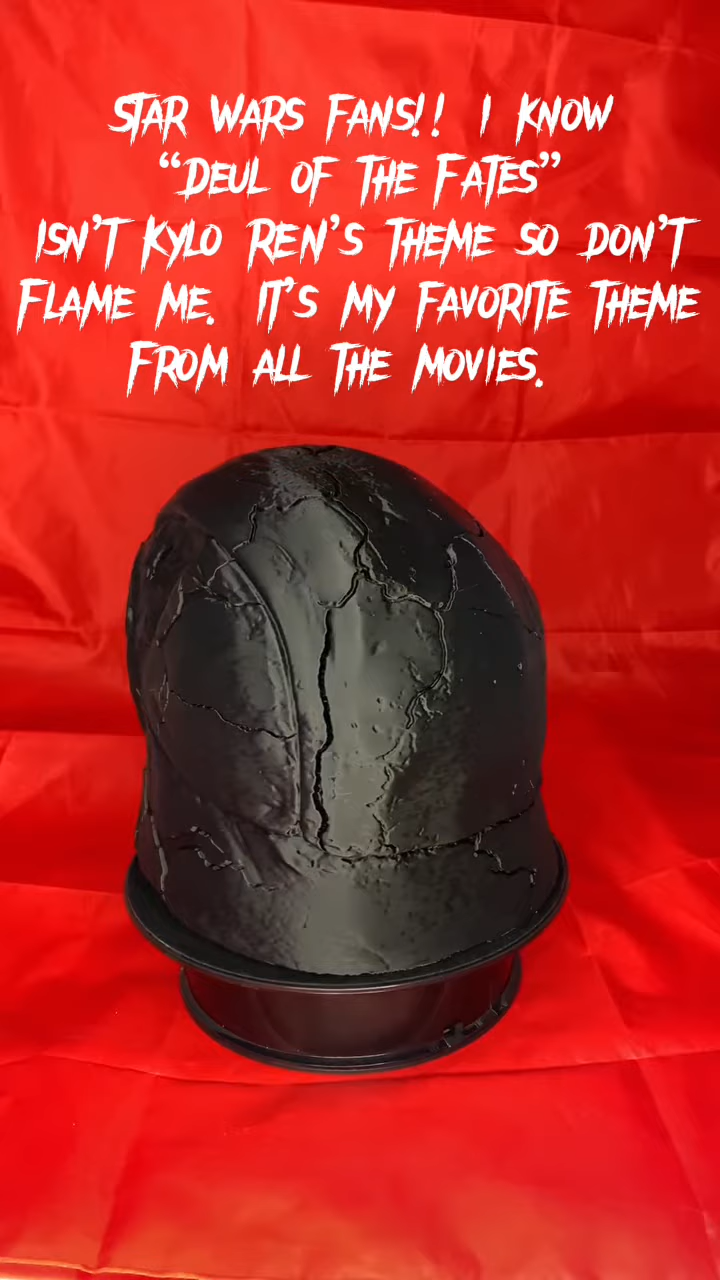 STAR WARS FANS!! I KNOW
“DEUL OF THE FATES”
ISN’T KYLO REN’S THEME SO DON’T
FLAME ME. IT’S MY FAVORITE THEME
FROM ALL THE MOVIES.